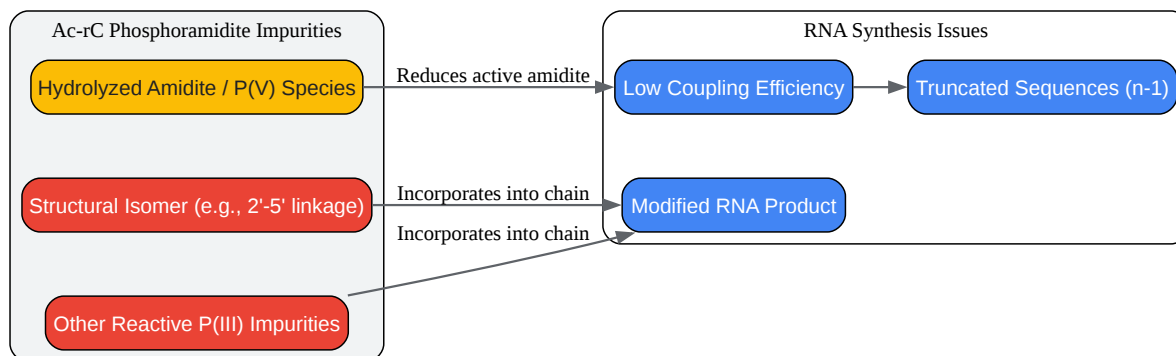 Ac-rC Phosphoramidite Impurities
RNA Synthesis Issues
Hydrolyzed Amidite / P(V) Species
Reduces active amidite
Low Coupling Efficiency
Truncated Sequences (n-1)
Structural Isomer (e.g., 2'-5' linkage)
Incorporates into chain
Modified RNA Product
Incorporates into chain
Other Reactive P(III) Impurities